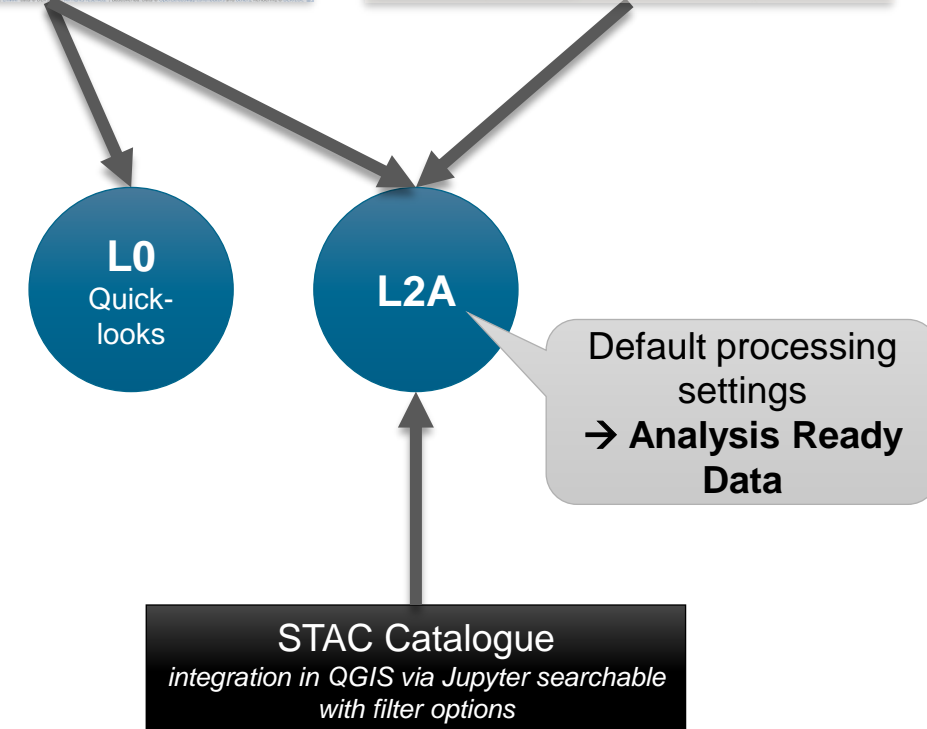 L0
Quick-
looks
L2A
Default processing
settings
→ Analysis Ready
Data
STAC Catalogue
integration in QGIS via Jupyter searchable
with filter options